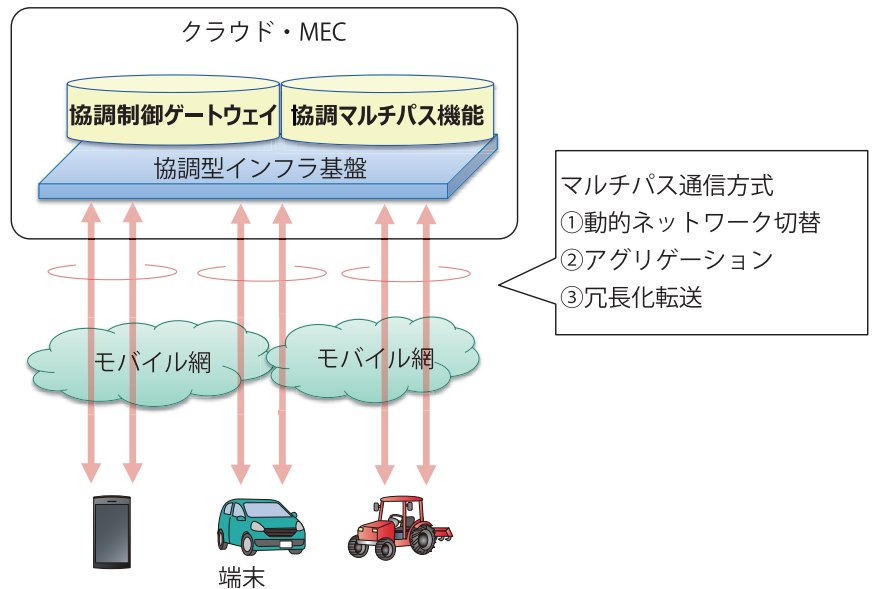 クラウド・MEC
協調制御ゲートウェイ
協調マルチパス機能
協調型インフラ基盤
マルチパス通信方式
①動的ネットワーク切替
②アグリゲーション
③冗長化転送
モバイル網
モバイル網
端末